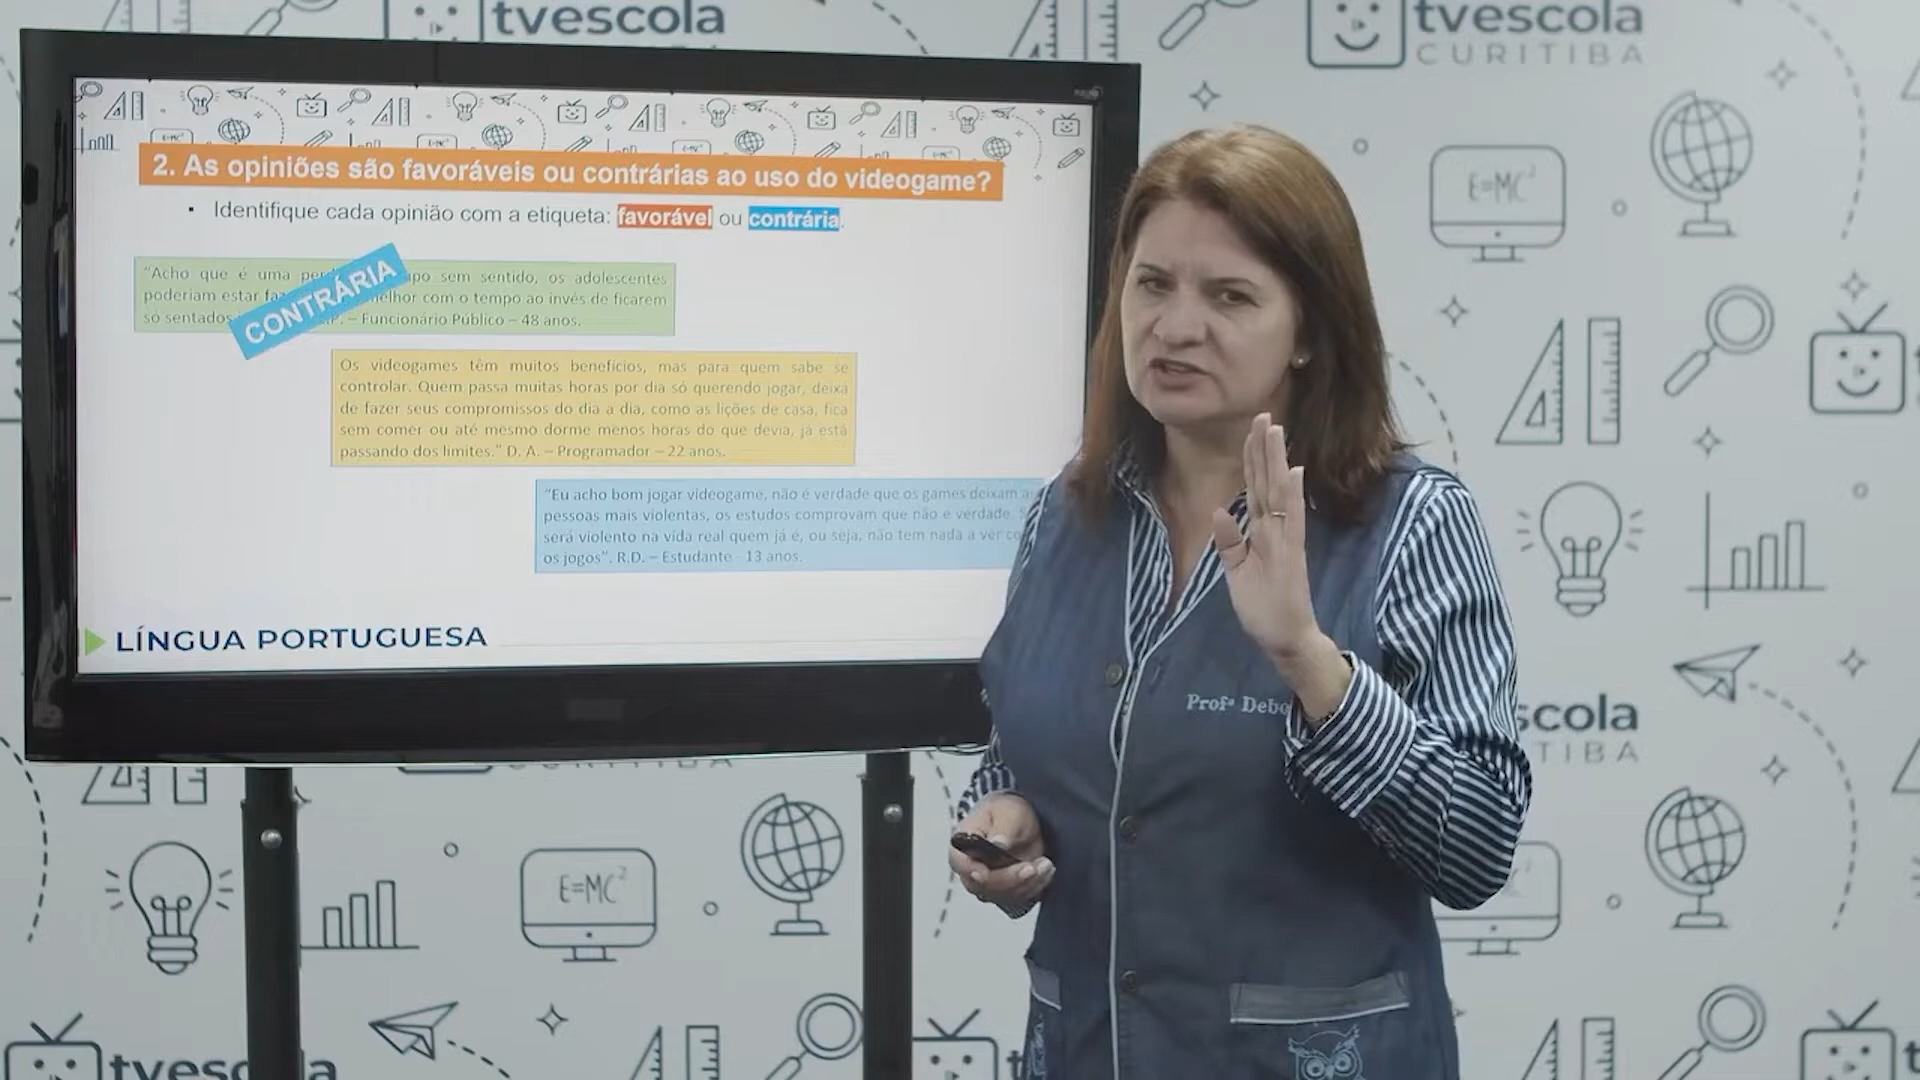 tvescola
tvescola
CURITIBA
2. As opiniões são favoráveis ou contrárias ao uso do videogame?
▪ Identifique cada opinião com a etiqueta: favorável ou contrária.
"Acho que é uma sem sentido, os adolescentes
poderiam estar melhor com o tempo ao invés de ficarem
só sentados – Funcionário Público – 48 anos.
CONTRÁRIA
Os videogames têm muitos benefícios, mas para quem sabe se
controlar. Quem passa muitas horas por dia só querendo jogar, deixa
de fazer seus compromissos do dia a dia, como as lições de casa, fica
sem comer ou até mesmo dorme menos horas do que devia, já está
passando dos limites." D. A. – Programador – 22 anos.
"Eu acho bom jogar videogame, não é verdade que os games deixam a
pessoas mais violentas, os estudos comprovam que não e verdade.
será violento na vida real quem já é, ou seja, não tem nada a ver co
os jogos". R.D. – Estudante - 13 anos.
LÍNGUA PORTUGUESA
E=MC²
Profª Debo
scola
TIBA
CURITIBA
E=MC²
tvescola
t